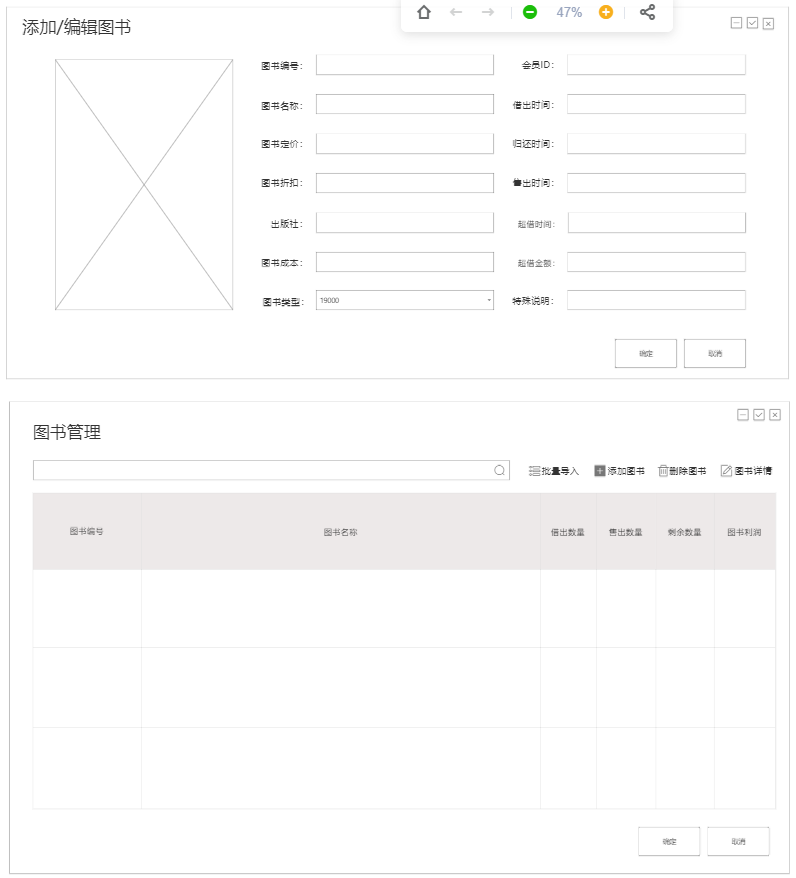 添加/编辑图书
47%
图书编号：
会员ID：
图书名称：
借出时间：
图书定价：
归还时间：
图书折扣：
售出时间：
出版社：
超借时间：
图书成本：
超借金额：
图书类型：
19000
特殊说明：
确定
取消
图书管理
批量导入
添加图书
删除图书
图书详情
图书编号
图书名称
借出数量
售出数量
剩余数量
图书利润
确定
取消